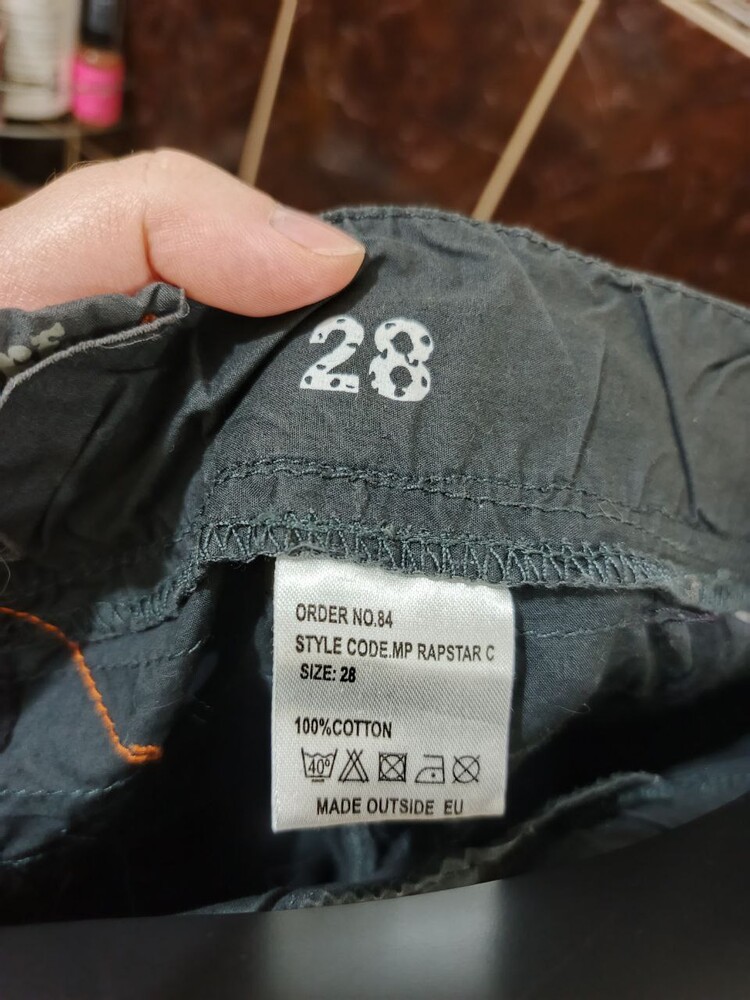 28
ORDER NO.84
STYLE CODE.MP RAPSTAR C
SIZE: 28
100%COTTON
40°
MADE OUTSIDE EU